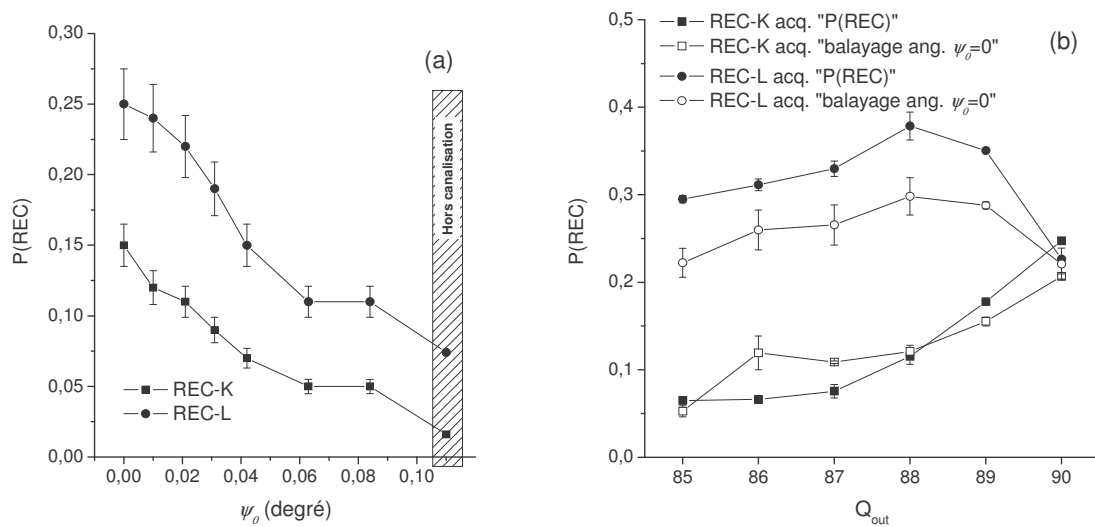 0,30
0,25
0,20
0,15
0,10
0,05
0,00
P(REC)
(a)
Hors canalisation
REC-K
REC-L
0,00 0,02 0,04 0,06 0,08 0,10
ψ0 (degré)
0,5
0,4
0,3
0,2
0,1
0,0
P(REC)
REC-K acq. "P(REC)"
REC-K acq. "balayage ang. ψ0=0"
REC-L acq. "P(REC)"
REC-L acq. "balayage ang. ψ0=0"
(b)
85 86 87 88 89 90
Qout